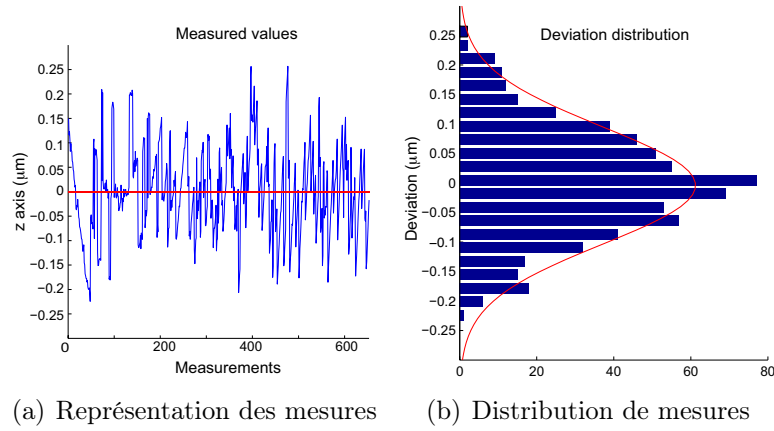 Measured values
0.25
0.2
0.15
0.1
0.05
0
−0.05
−0.1
−0.15
−0.2
−0.25
z axis (μm)
0 200 400 600
Measurements
(a) Représentation des mesures
Deviation distribution
0.25
0.2
0.15
0.1
0.05
0
−0.05
−0.1
−0.15
−0.2
−0.25
Deviation (μm)
0 20 40 60 80
(b) Distribution de mesures